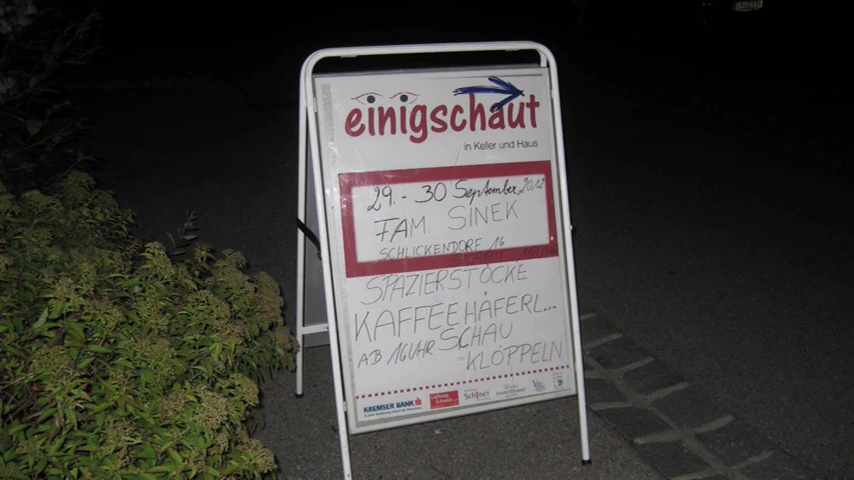 einigschaut
in Keller und Haus
29. - 30 September 2012
FAM. SINEK
SCHLICKENDORF 16
SPAZIERSTÖCKE
KAFFEEHÄFERL...
AB 16 UHR SCHAU
KLÖPPELN
KREMSER BANK